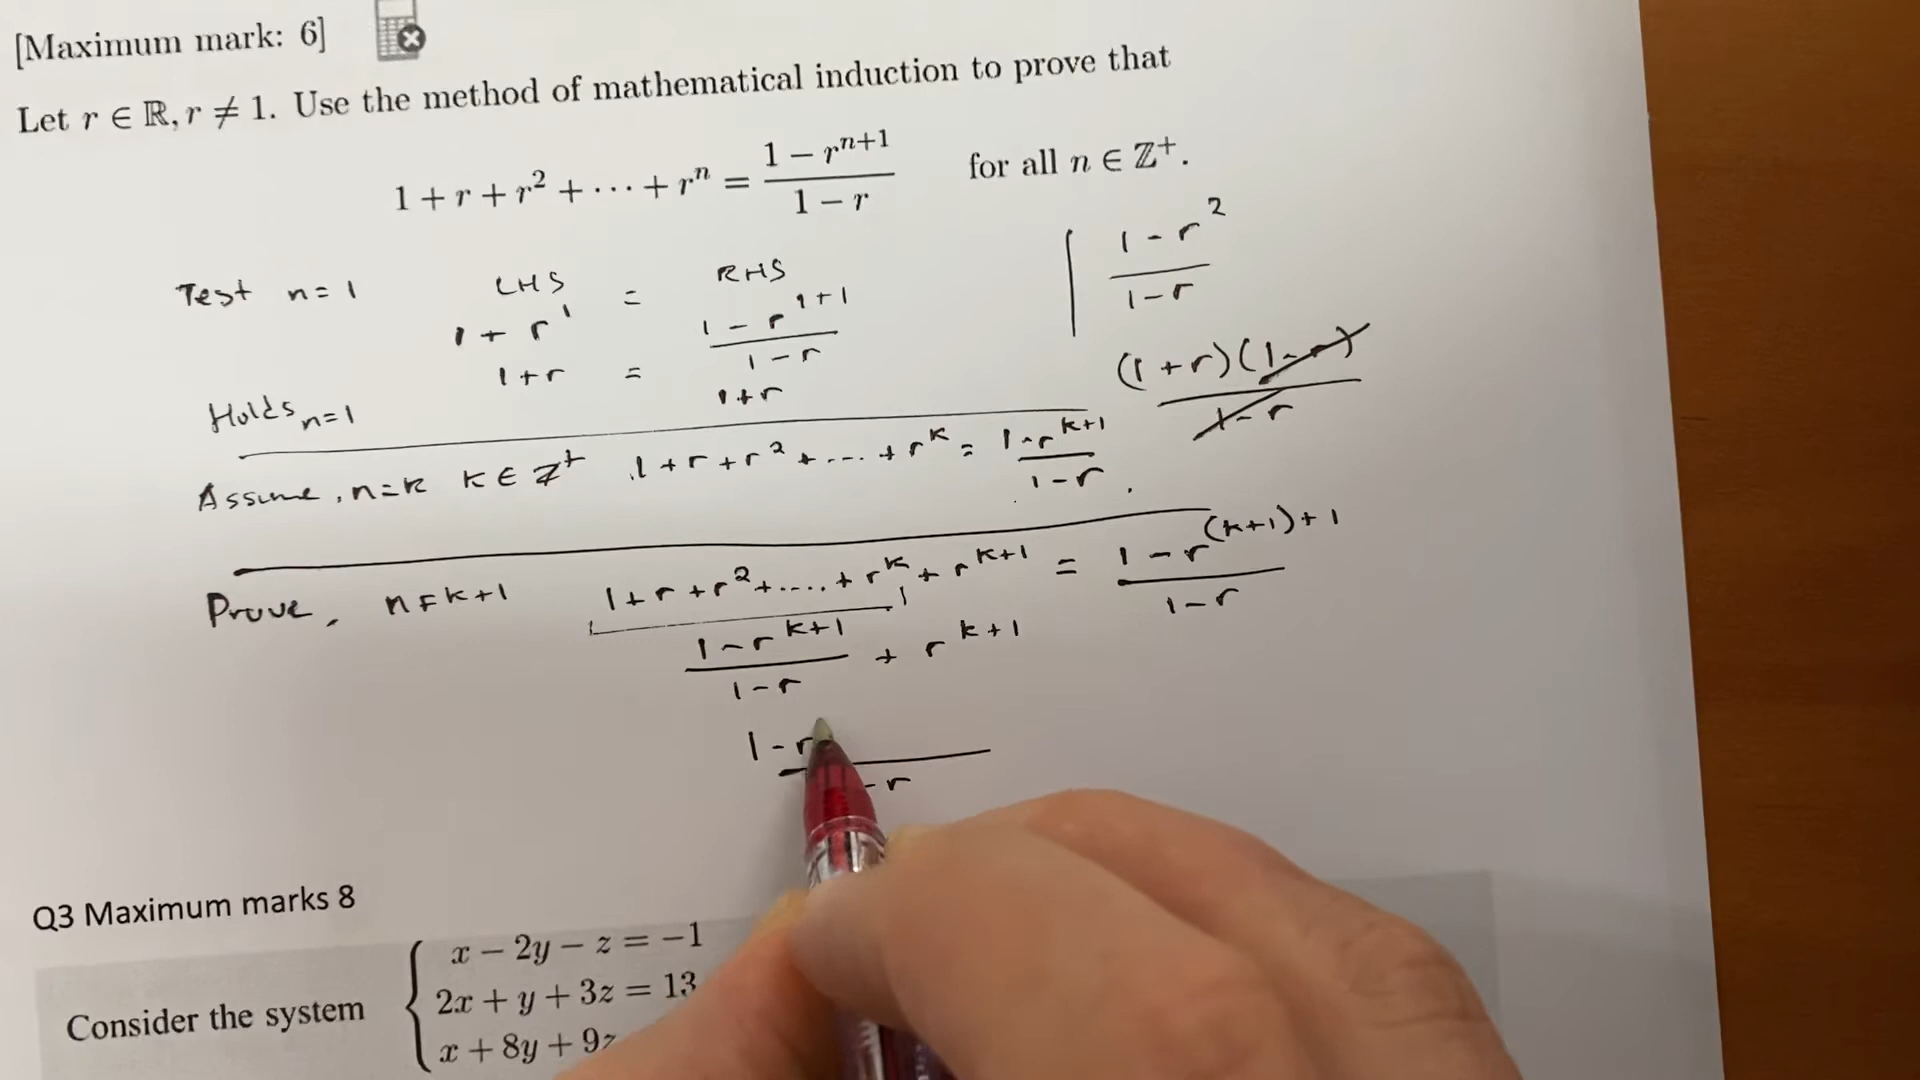 [Maximum mark: 6]
Let r ∈ ℝ, r ≠ 1. Use the method of mathematical induction to prove that
1 + r + r² + ⋯ + rⁿ = (1 − rⁿ⁺¹)/(1 − r) for all n ∈ ℤ⁺.
Test n = 1 LHS = RHS
1 + r¹ (1 − r¹⁺¹)/(1 − r)
1 + r = 1 + r
Holds n = 1
(1 − r²)/(1 − r)
(1 + r)(1 − r)/(1 − r)
Assume, n = k k ∈ ℤ⁺ 1 + r + r² + .... + rᵏ = (1 − rᵏ⁺¹)/(1 − r).
Prove, n = k+1 1 + r + r² + .... + rᵏ + rᵏ⁺¹ = (1 − r⁽ᵏ⁺¹⁾⁺¹)/(1 − r)
(1 − rᵏ⁺¹)/(1 − r) + rᵏ⁺¹
1 − r
− r
Q3 Maximum marks 8
Consider the system
x − 2y − z = −1
2x + y + 3z = 13
x + 8y + 9z